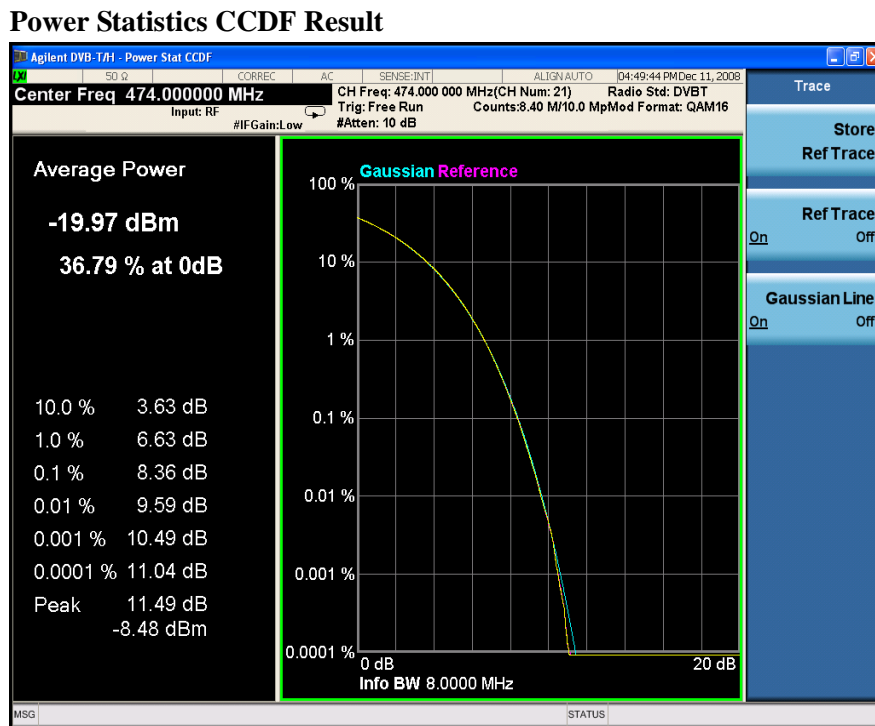 Power Statistics CCDF Result
Agilent DVB-T/H - Power Stat CCDF
LXI 50 Ω CORREC AC SENSE:INT ALIGN AUTO 04:49:44 PM Dec 11, 2008
Center Freq 474.000000 MHz
Input: RF
#IFGain:Low
CH Freq: 474.000 000 MHz(CH Num: 21) Radio Std: DVBT
Trig: Free Run Counts:8.40 M/10.0 MpMod Format: QAM16
#Atten: 10 dB
Trace
Store
Ref Trace
Ref Trace
On Off
Gaussian Line
On Off
Average Power
-19.97 dBm
36.79 % at 0dB
10.0 % 3.63 dB
1.0 % 6.63 dB
0.1 % 8.36 dB
0.01 % 9.59 dB
0.001 % 10.49 dB
0.0001 % 11.04 dB
Peak 11.49 dB
-8.48 dBm
Gaussian Reference
100 %
10 %
1 %
0.1 %
0.01 %
0.001 %
0.0001 %
0 dB 20 dB
Info BW 8.0000 MHz
MSG STATUS